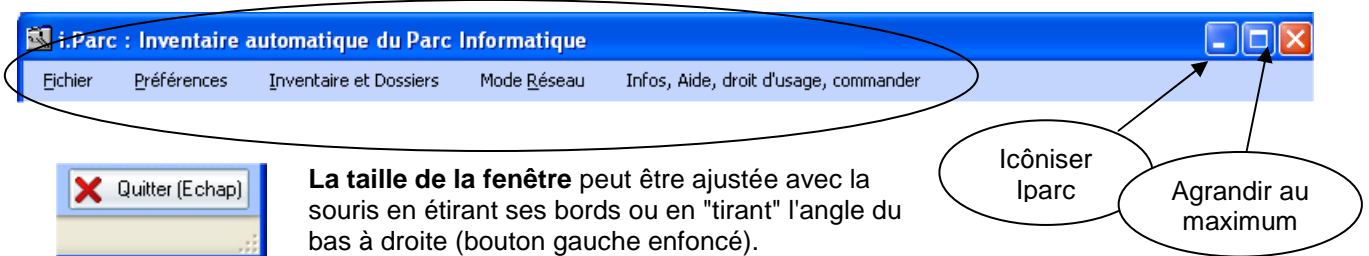 i.Parc : Inventaire automatique du Parc Informatique
Fichier Préférences Inventaire et Dossiers Mode Réseau Infos, Aide, droit d'usage, commander
Icôniser
Iparc
Agrandir au
maximum
Quitter (Echap)
La taille de la fenêtre peut être ajustée avec la
souris en étirant ses bords ou en "tirant" l'angle du
bas à droite (bouton gauche enfoncé).